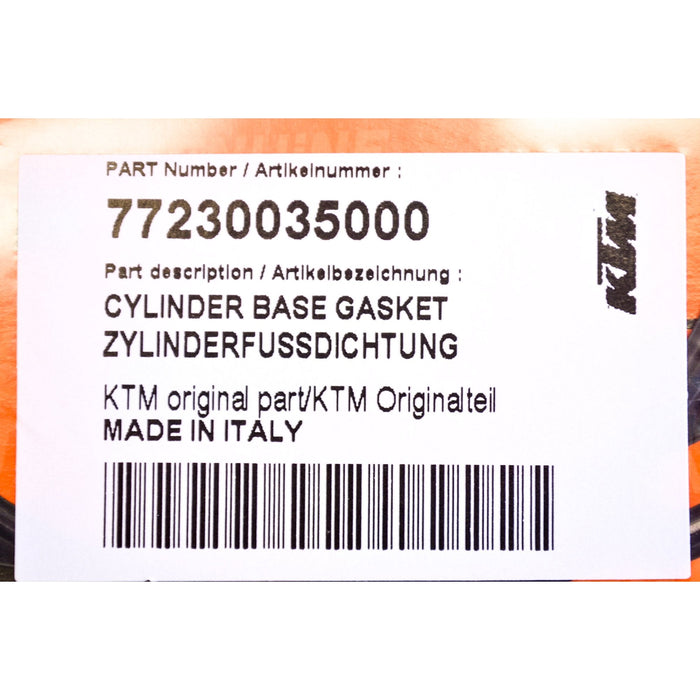 PART Number / Artikelnummer :
77230035000
Part description / Artikelbezeichnung :
CYLINDER BASE GASKET
ZYLINDERFUSSDICHTUNG
KTM original part/KTM Originalteil
MADE IN ITALY
KTM